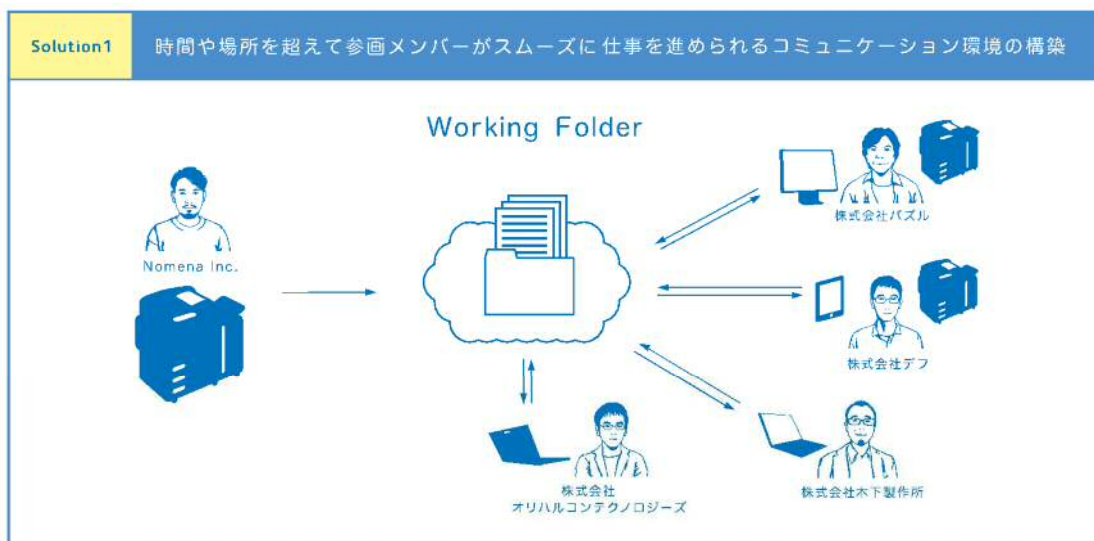 Solution1
時間や場所を超えて参画メンバーがスムーズに仕事を進められるコミュニケーション環境の構築
Working Folder
Nomena Inc.
株式会社パズル
株式会社デフ
株式会社木下製作所
株式会社
オリハルコンテクノロジーズ